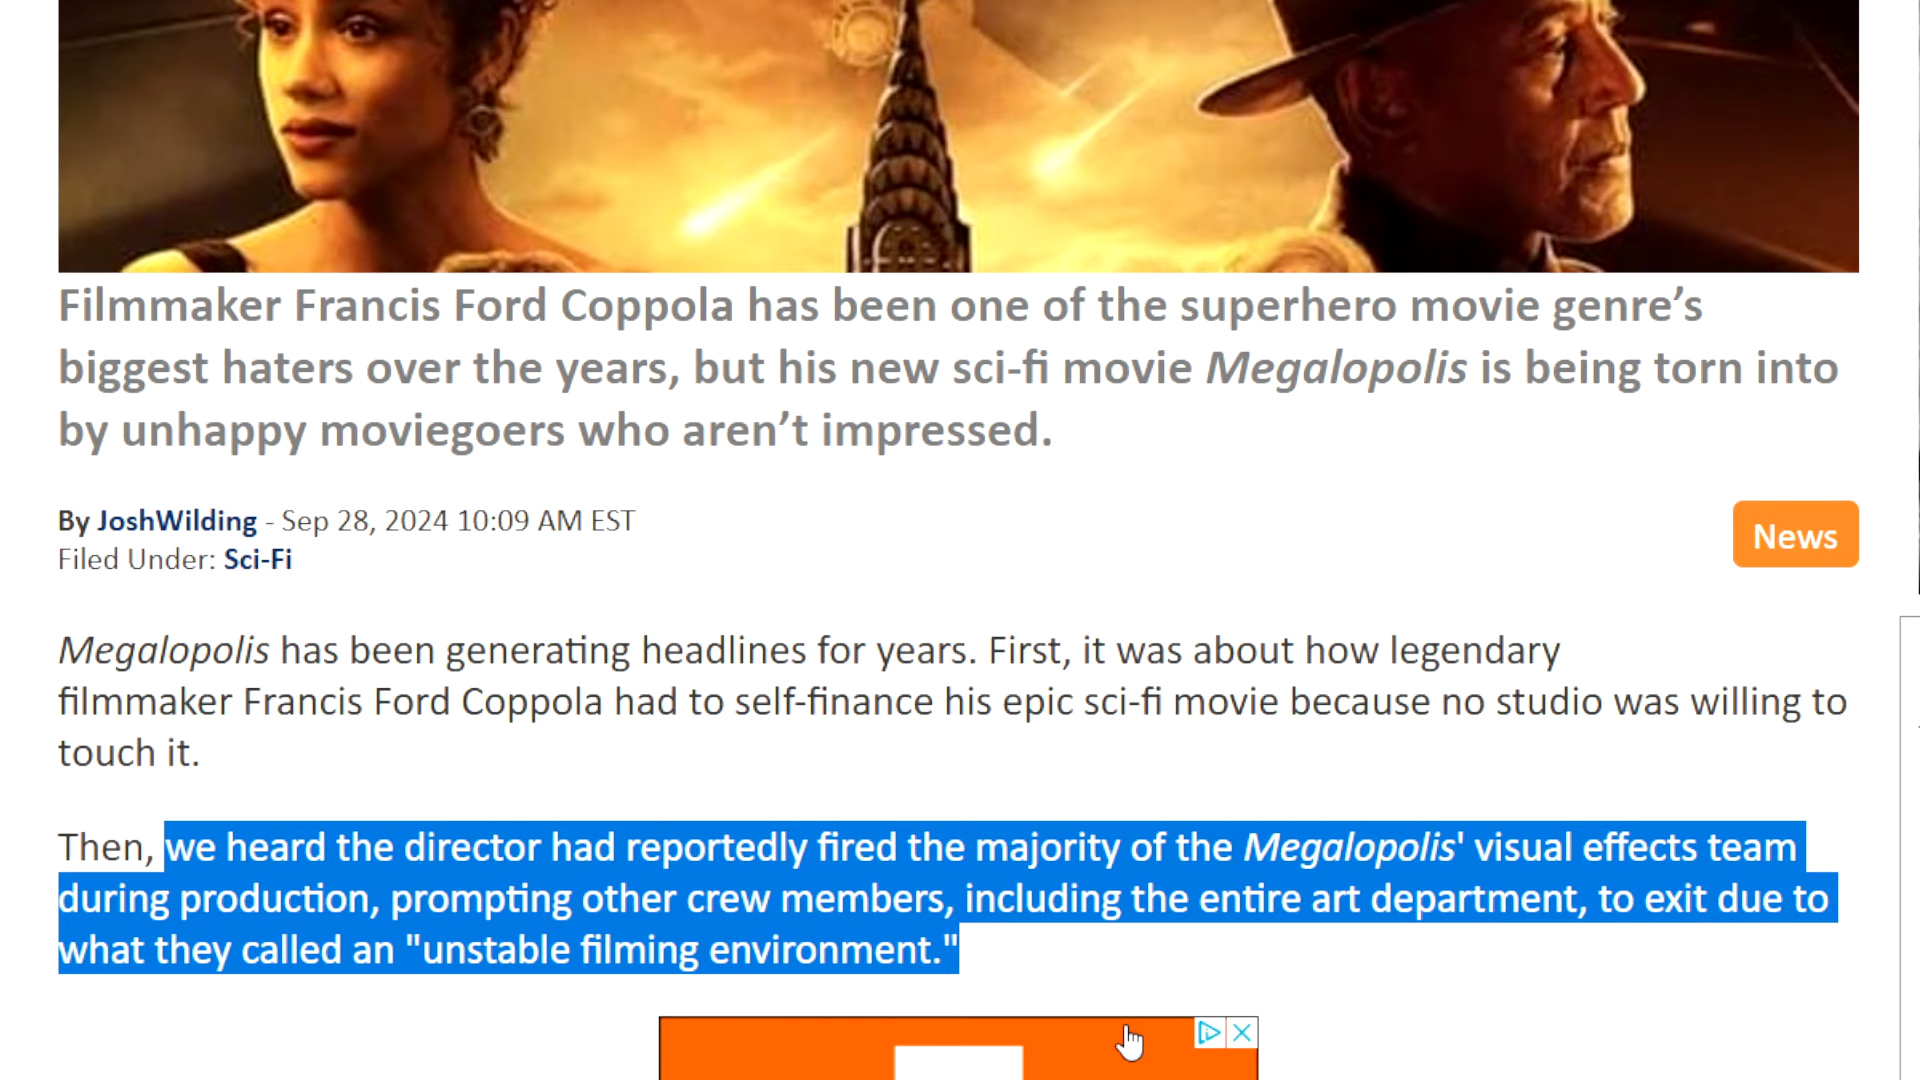 Filmmaker Francis Ford Coppola has been one of the superhero movie genre’s
biggest haters over the years, but his new sci-fi movie Megalopolis is being torn into
by unhappy moviegoers who aren’t impressed.
By JoshWilding - Sep 28, 2024 10:09 AM EST
Filed Under: Sci-Fi
News
Megalopolis has been generating headlines for years. First, it was about how legendary
filmmaker Francis Ford Coppola had to self-finance his epic sci-fi movie because no studio was willing to
touch it.
Then, we heard the director had reportedly fired the majority of the Megalopolis' visual effects team
during production, prompting other crew members, including the entire art department, to exit due to
what they called an "unstable filming environment."